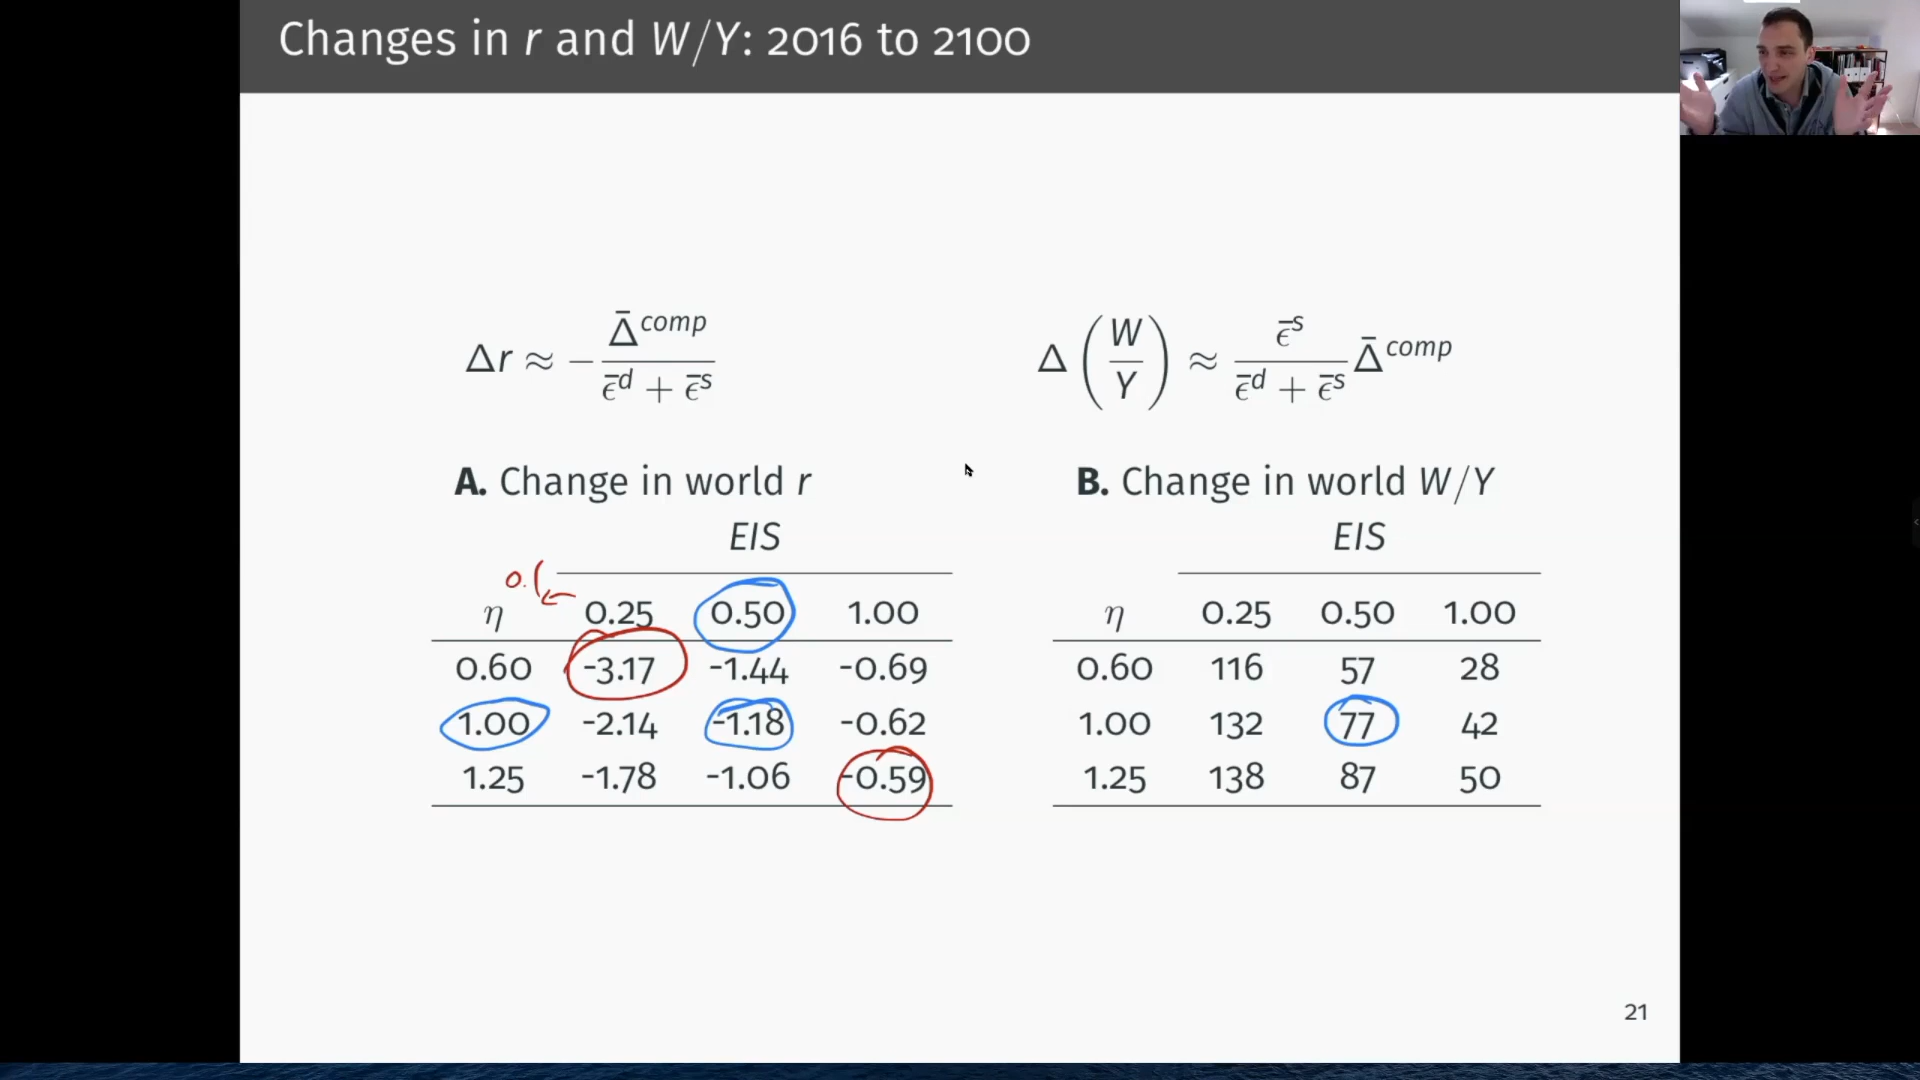 Changes in r and W/Y: 2016 to 2100
Δr ≈ − Δ̄^comp / (ε̄^d + ε̄^s)
Δ (W/Y) ≈ ε̄^s / (ε̄^d + ε̄^s) Δ̄^comp
A. Change in world r
EIS
0.1
η 0.25 0.50 1.00
0.60 -3.17 -1.44 -0.69
1.00 -2.14 -1.18 -0.62
1.25 -1.78 -1.06 -0.59
B. Change in world W/Y
EIS
η 0.25 0.50 1.00
0.60 116 57 28
1.00 132 77 42
1.25 138 87 50
21